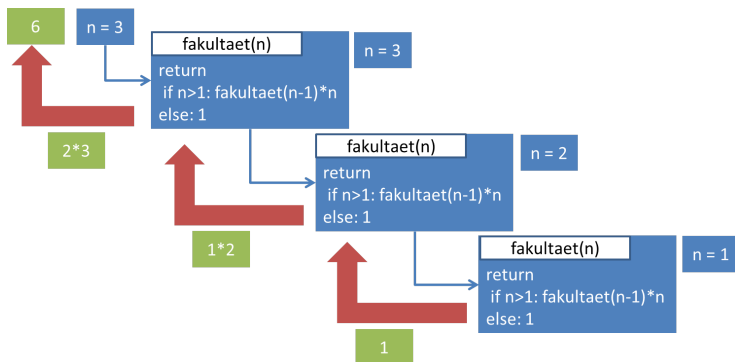 6
n = 3
fakultaet(n)
n = 3
return
if n>1: fakultaet(n-1)*n
else: 1
2*3
fakultaet(n)
n = 2
return
if n>1: fakultaet(n-1)*n
else: 1
1*2
fakultaet(n)
n = 1
return
if n>1: fakultaet(n-1)*n
else: 1
1